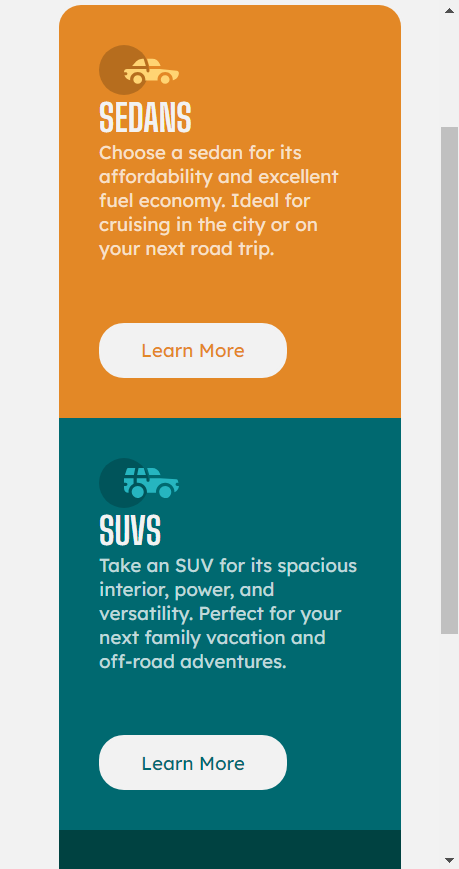 SEDANS
Choose a sedan for its
affordability and excellent
fuel economy. Ideal for
cruising in the city or on
your next road trip.
Learn More
SUVS
Take an SUV for its spacious
interior, power, and
versatility. Perfect for your
next family vacation and
off-road adventures.
Learn More